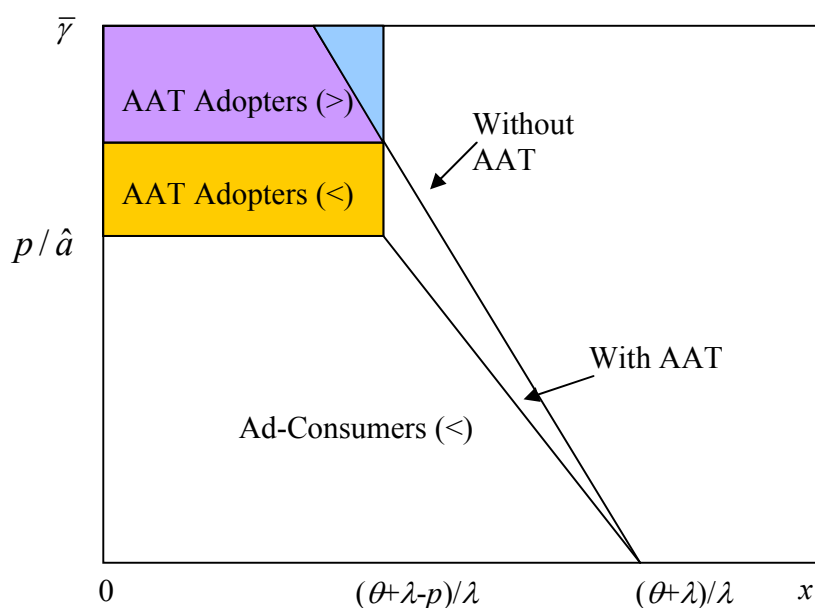 γ̅
AAT Adopters (>)
Without
AAT
AAT Adopters (<)
p / â
With AAT
Ad-Consumers (<)
0
(θ+λ-p)/λ
(θ+λ)/λ
x